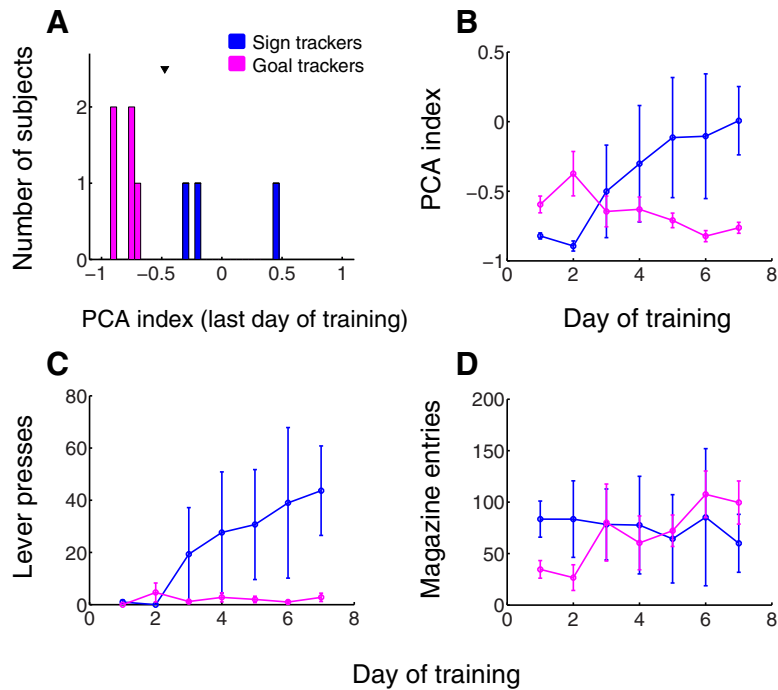 A
Sign trackers
Goal trackers
Number of subjects
2
1
0
−1 −0.5 0 0.5 1
PCA index (last day of training)
B
PCA index
0.5
0
−0.5
−1
0 2 4 6 8
Day of training
C
Lever presses
80
60
40
20
0
0 2 4 6 8
D
Magazine entries
200
150
100
50
0
0 2 4 6 8
Day of training